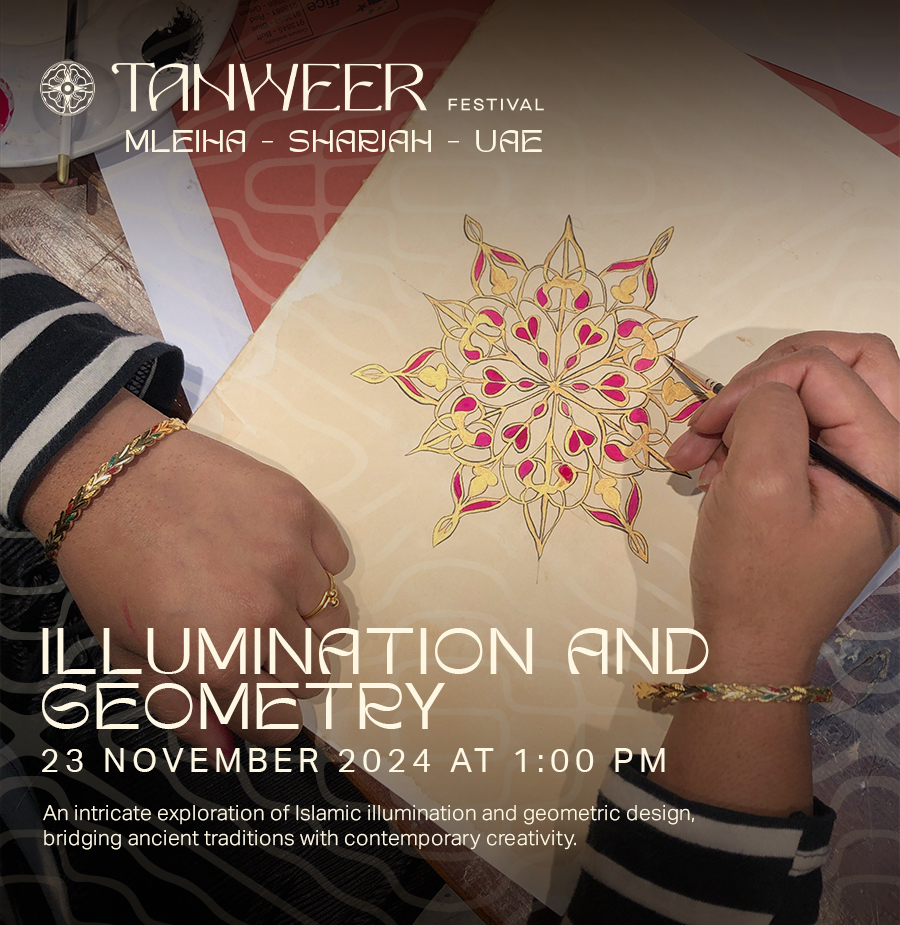 TANWEER FESTIVAL
MLEIHA - SHARJAH - UAE
ILLUMINATION AND
GEOMETRY
23 NOVEMBER 2024 AT 1:00 PM
An intricate exploration of Islamic illumination and geometric design,
bridging ancient traditions with contemporary creativity.